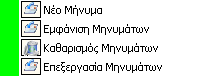 Νέο Μήνυμα
Εμφάνιση Μηνυμάτων
Καθαρισμός Μηνυμάτων
Επεξεργασία Μηνυμάτων